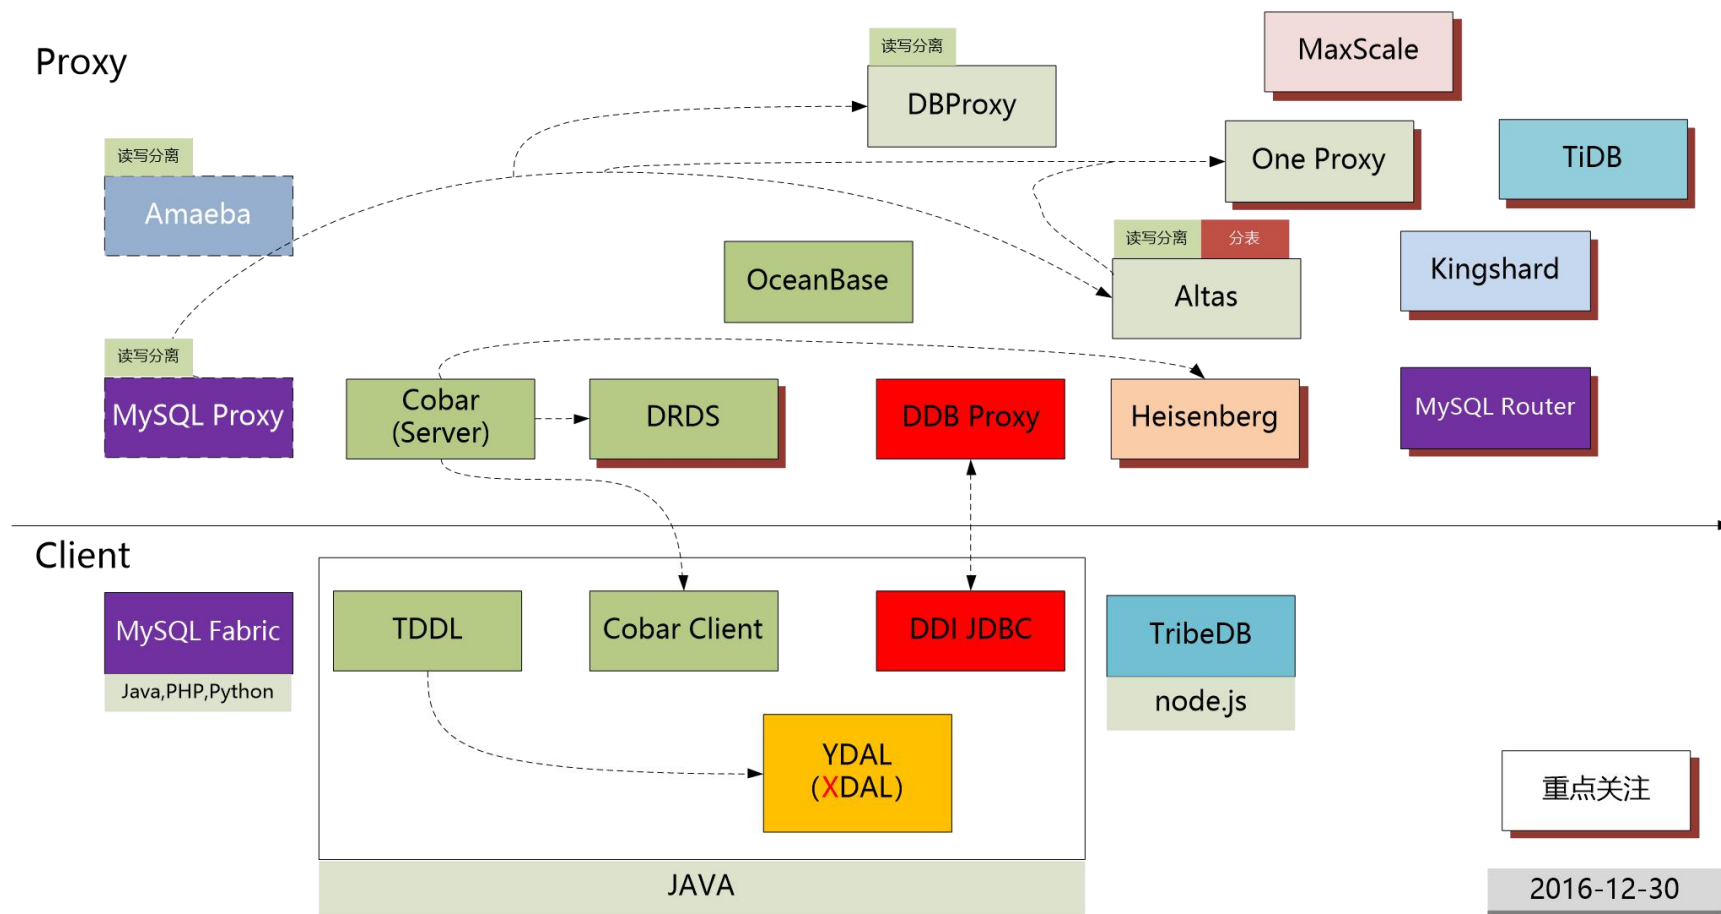 Proxy
读写分离
DBProxy
MaxScale
读写分离
Amaeba
One Proxy
TiDB
读写分离
分表
Altas
OceanBase
Kingshard
读写分离
MySQL Proxy
Cobar
(Server)
DRDS
DDB Proxy
Heisenberg
MySQL Router
Client
MySQL Fabric
Java,PHP,Python
TDDL
Cobar Client
DDI JDBC
TribeDB
node.js
YDAL
(XDAL)
JAVA
重点关注
2016-12-30